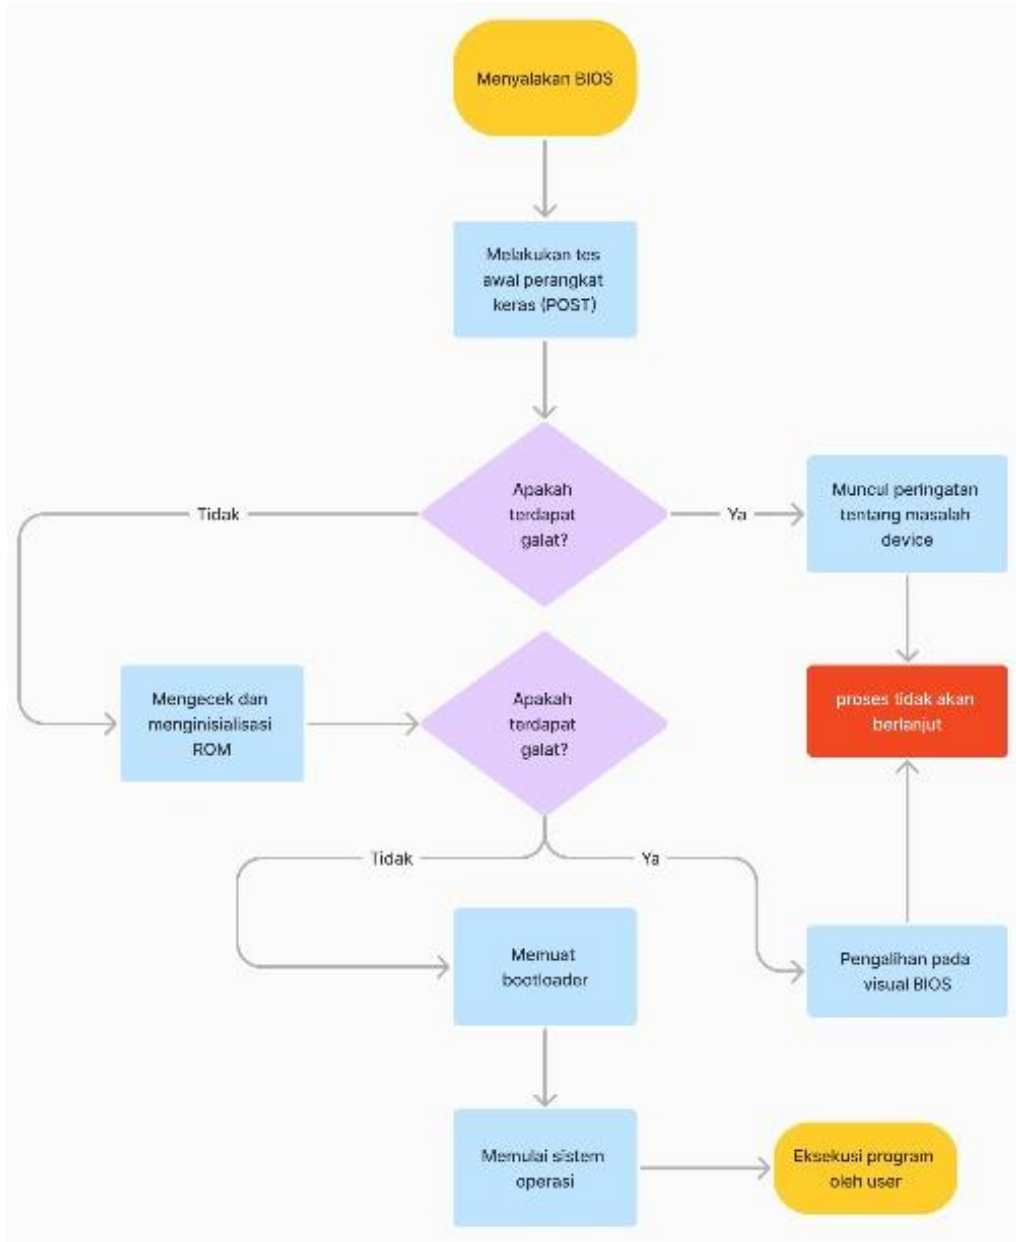 Menyalakan BIOS
Melakukan tes
awal perangkat
keras (POST)
Apakah
terdapat
galat?
Tidak
Ya
Muncul peringatan
tentang masalah
device
Mengecek dan
menginisialisasi
ROM
Apakah
terdapat
galat?
proses tidak akan
berlanjut
Tidak
Ya
Memuat
bootloader
Pengalihan pada
visual BIOS
Memulai sistem
operasi
Eksekusi program
oleh user